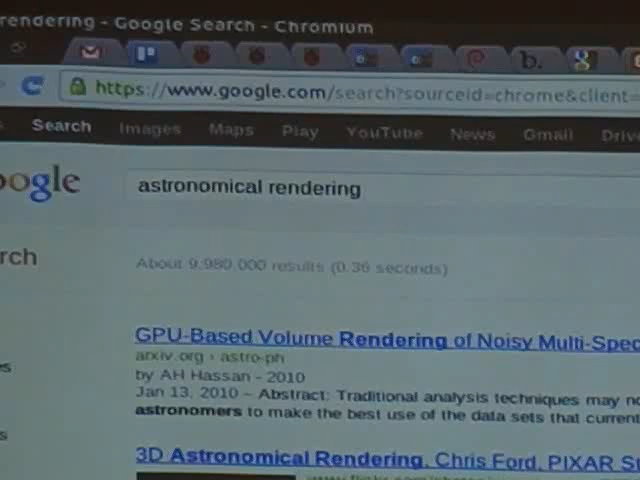 rendering - Google Search - Chromium
b.
https://www.google.com/search?sourceid=chrome&client=
Search Images Maps Play YouTube News Gmail Drive
oogle
astronomical rendering
rch
About 9,980,000 results (0.36 seconds)
GPU-Based Volume Rendering of Noisy Multi-Spec
arxiv.org › astro-ph
by AH Hassan - 2010
Jan 13, 2010 – Abstract: Traditional analysis techniques may no
astronomers to make the best use of the data sets that current
3D Astronomical Rendering, Chris Ford, PIXAR St